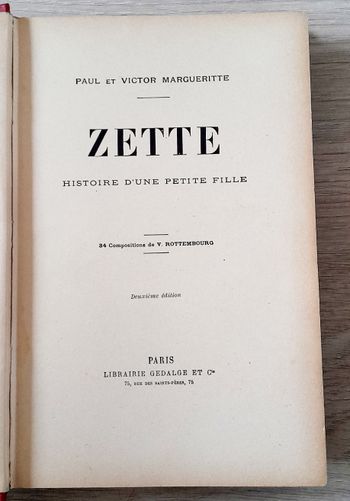 PAUL ET VICTOR MARGUERITTE
ZETTE
HISTOIRE D'UNE PETITE FILLE
34 Compositions de V. ROTTEMBOURG
Deuxième édition
PARIS
LIBRAIRIE GEDALGE ET Cie
75, RUE DES SAINTS-PÈRES, 75